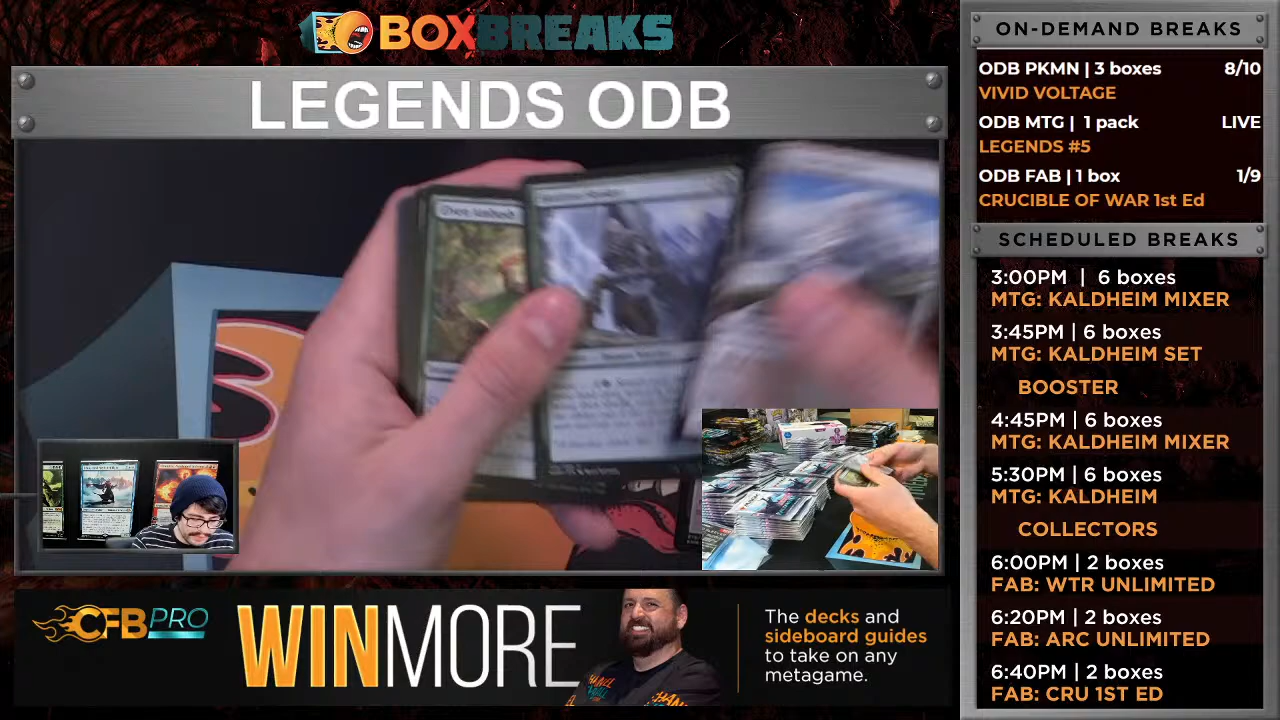 BOXBREAKS
LEGENDS ODB
ON-DEMAND BREAKS
ODB PKMN | 3 boxes 8/10
VIVID VOLTAGE
ODB MTG | 1 pack LIVE
LEGENDS #5
ODB FAB | 1 box 1/9
CRUCIBLE OF WAR 1st Ed
SCHEDULED BREAKS
3:00PM | 6 boxes
MTG: KALDHEIM MIXER
3:45PM | 6 boxes
MTG: KALDHEIM SET
BOOSTER
4:45PM | 6 boxes
MTG: KALDHEIM MIXER
5:30PM | 6 boxes
MTG: KALDHEIM
COLLECTORS
6:00PM | 2 boxes
FAB: WTR UNLIMITED
6:20PM | 2 boxes
FAB: ARC UNLIMITED
6:40PM | 2 boxes
FAB: CRU 1ST ED
CFBPRO
WINMORE
The decks and
sideboard guides
to take on any
metagame.